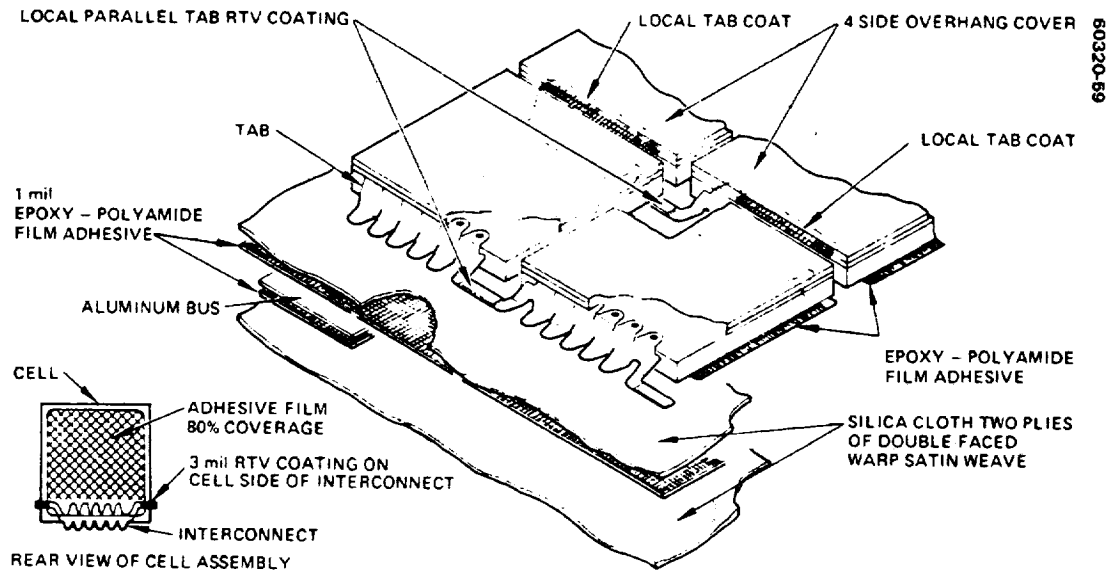 LOCAL PARALLEL TAB RTV COATING
LOCAL TAB COAT
4 SIDE OVERHANG COVER
60320-69
TAB
LOCAL TAB COAT
1 mil
EPOXY – POLYAMIDE
FILM ADHESIVE
ALUMINUM BUS
EPOXY – POLYAMIDE
FILM ADHESIVE
CELL
ADHESIVE FILM
80% COVERAGE
SILICA CLOTH TWO PLIES
OF DOUBLE FACED
WARP SATIN WEAVE
3 mil RTV COATING ON
CELL SIDE OF INTERCONNECT
INTERCONNECT
REAR VIEW OF CELL ASSEMBLY